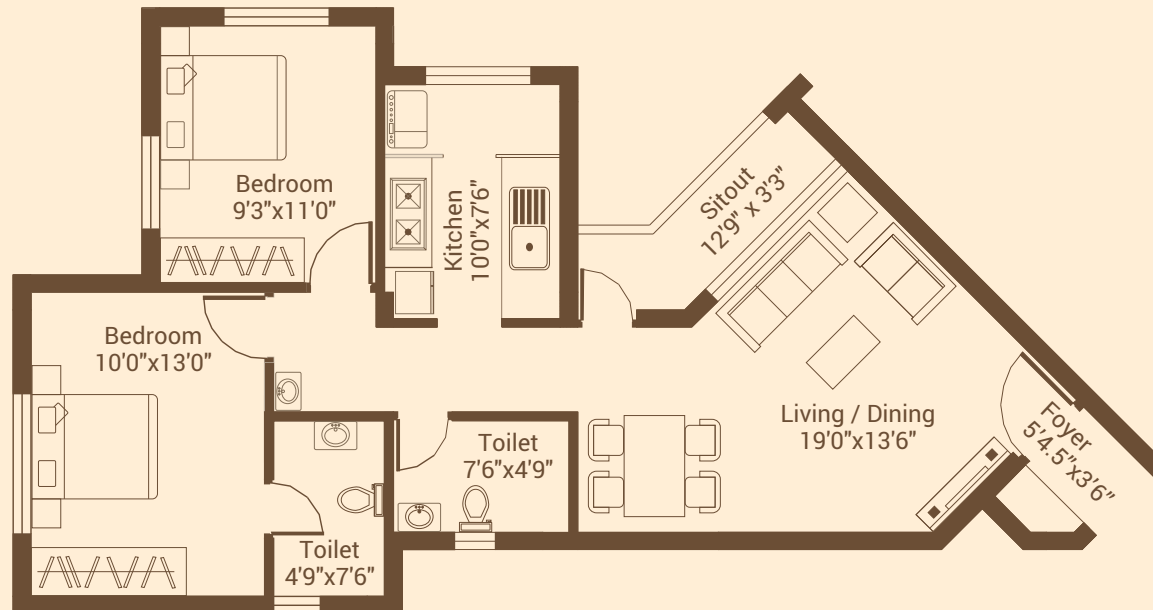 Bedroom
9'3"x11'0"
Kitchen
10'0"x7'6"
Sitout
12'9" x 3'3"
Bedroom
10'0"x13'0"
Living / Dining
19'0"x13'6"
Foyer
5'4.5"x3'6"
Toilet
7'6"x4'9"
Toilet
4'9"x7'6"